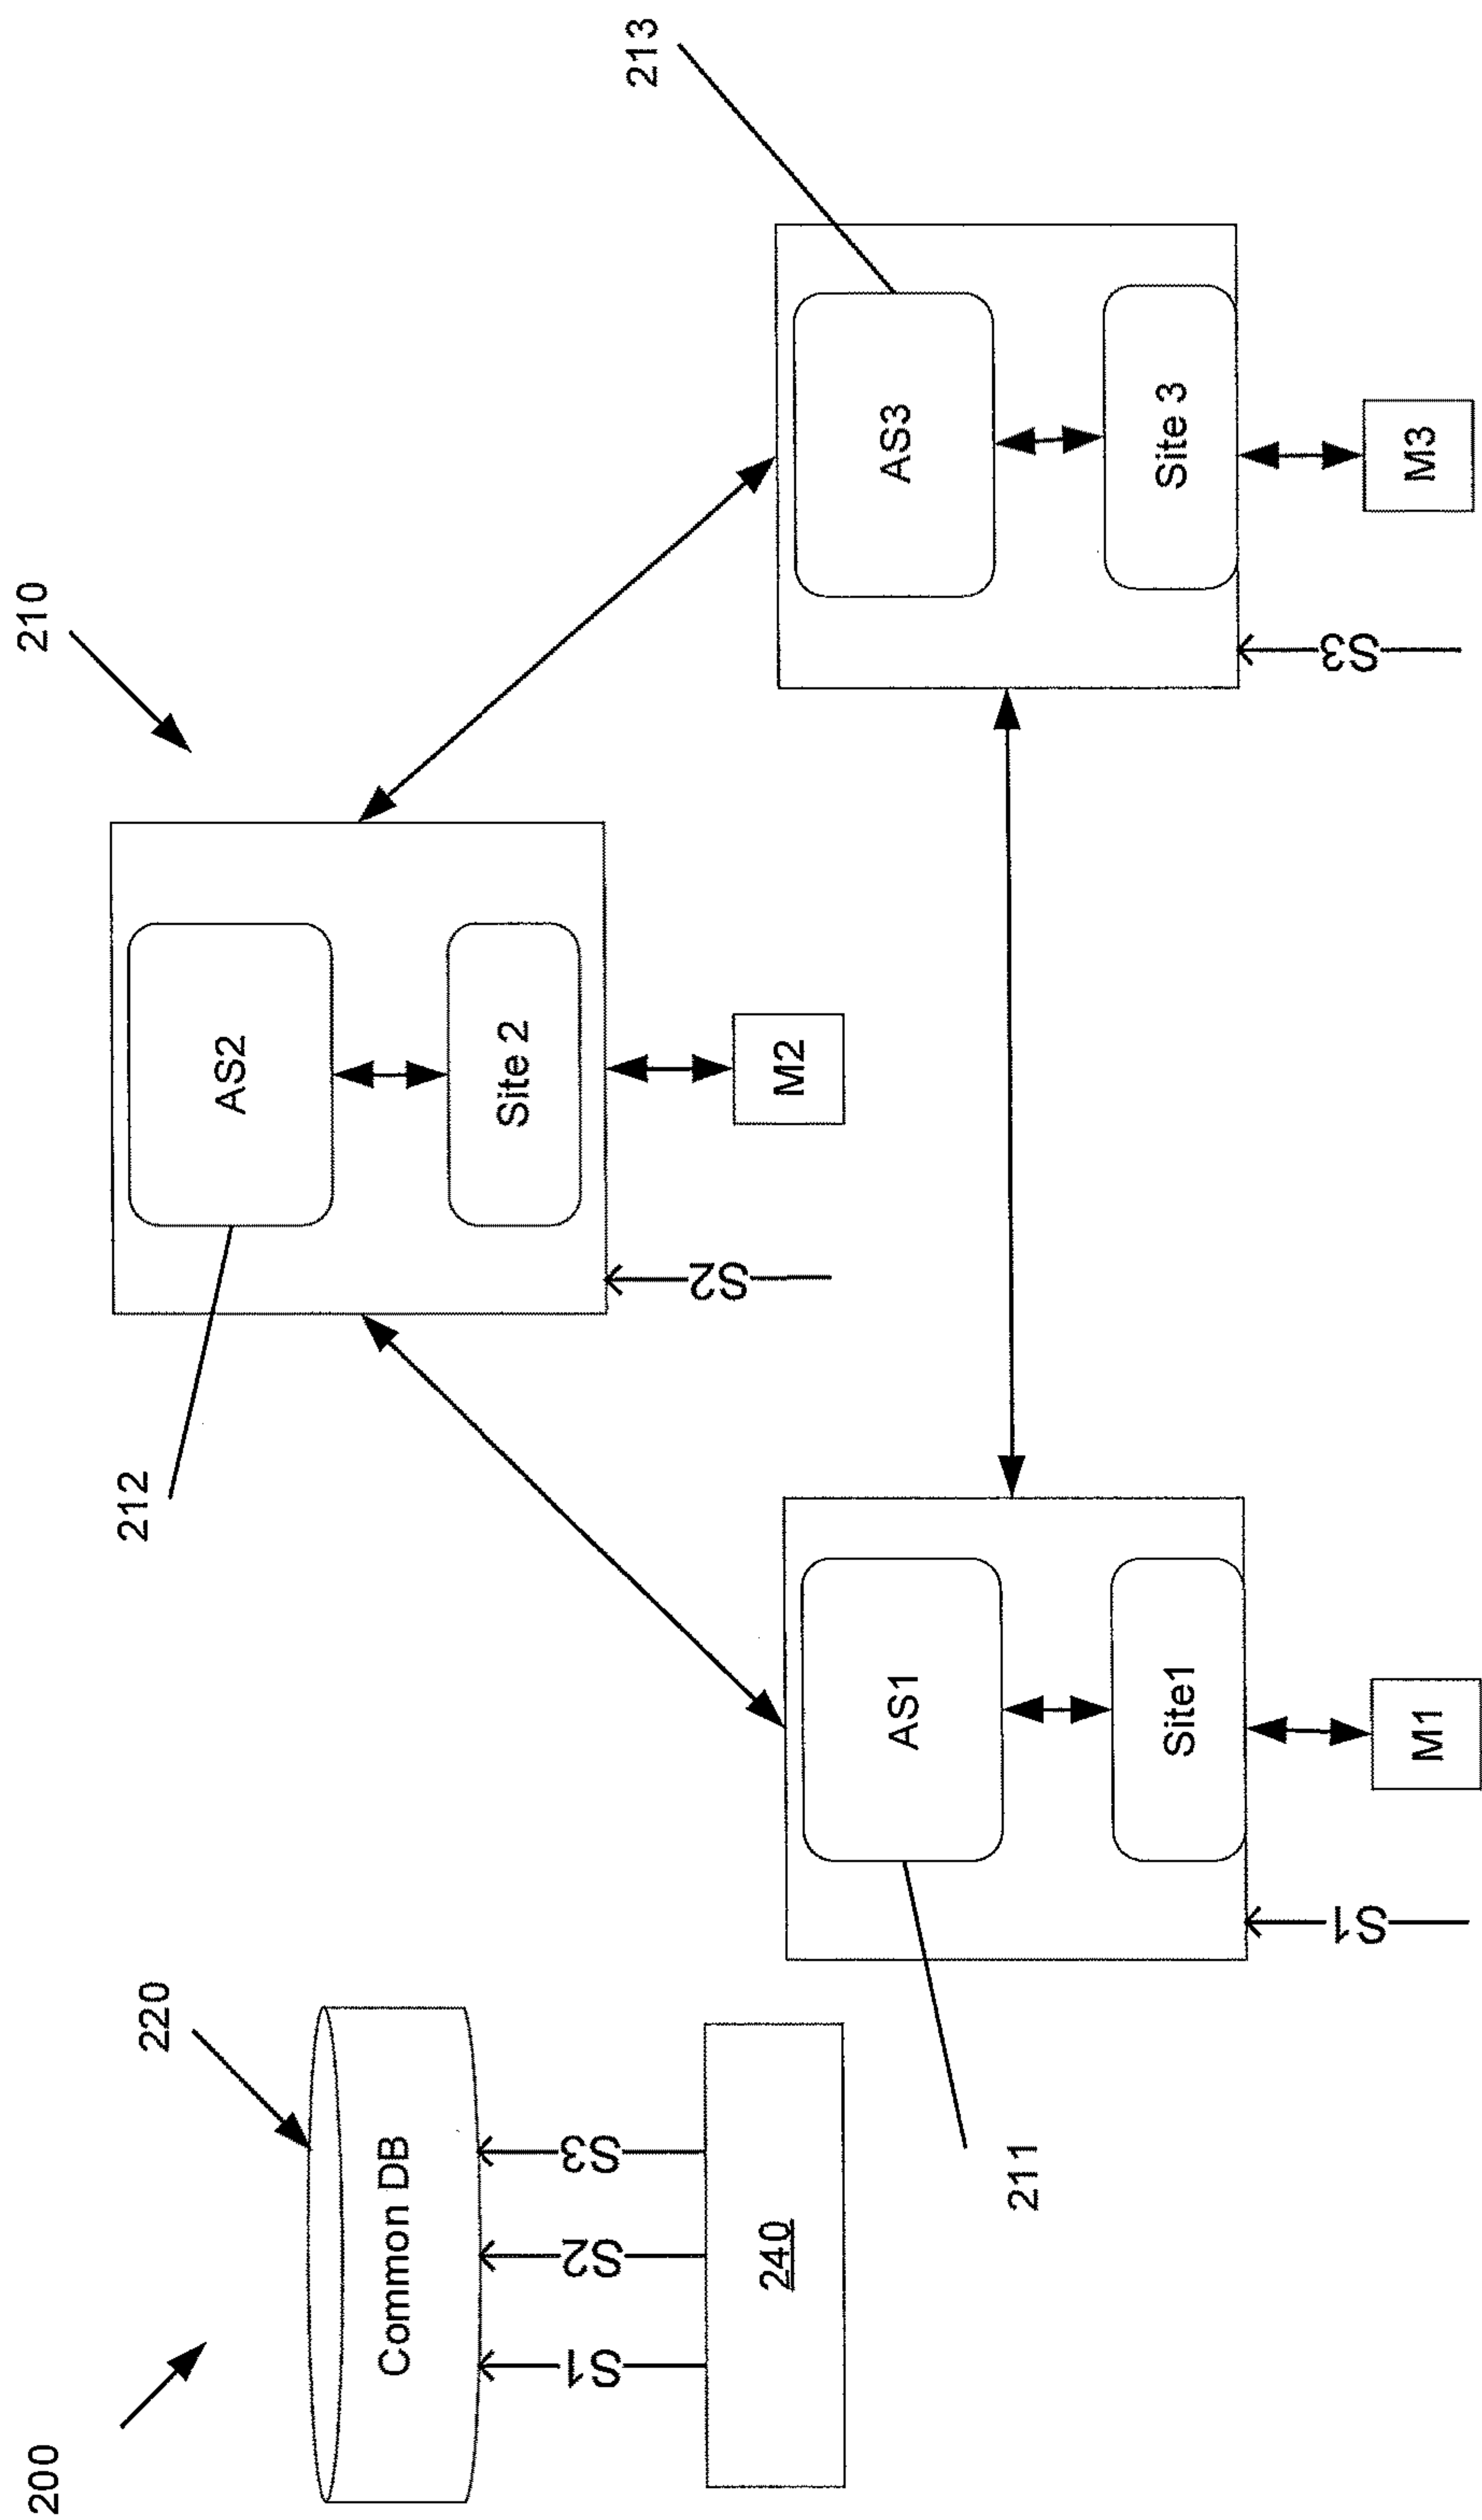 200
220
Common DB
S1
S2
S3
240
210
212
AS2
Site 2
S2
M2
211
AS1
Site1
S1
M1
213
AS3
Site 3
S3
M3